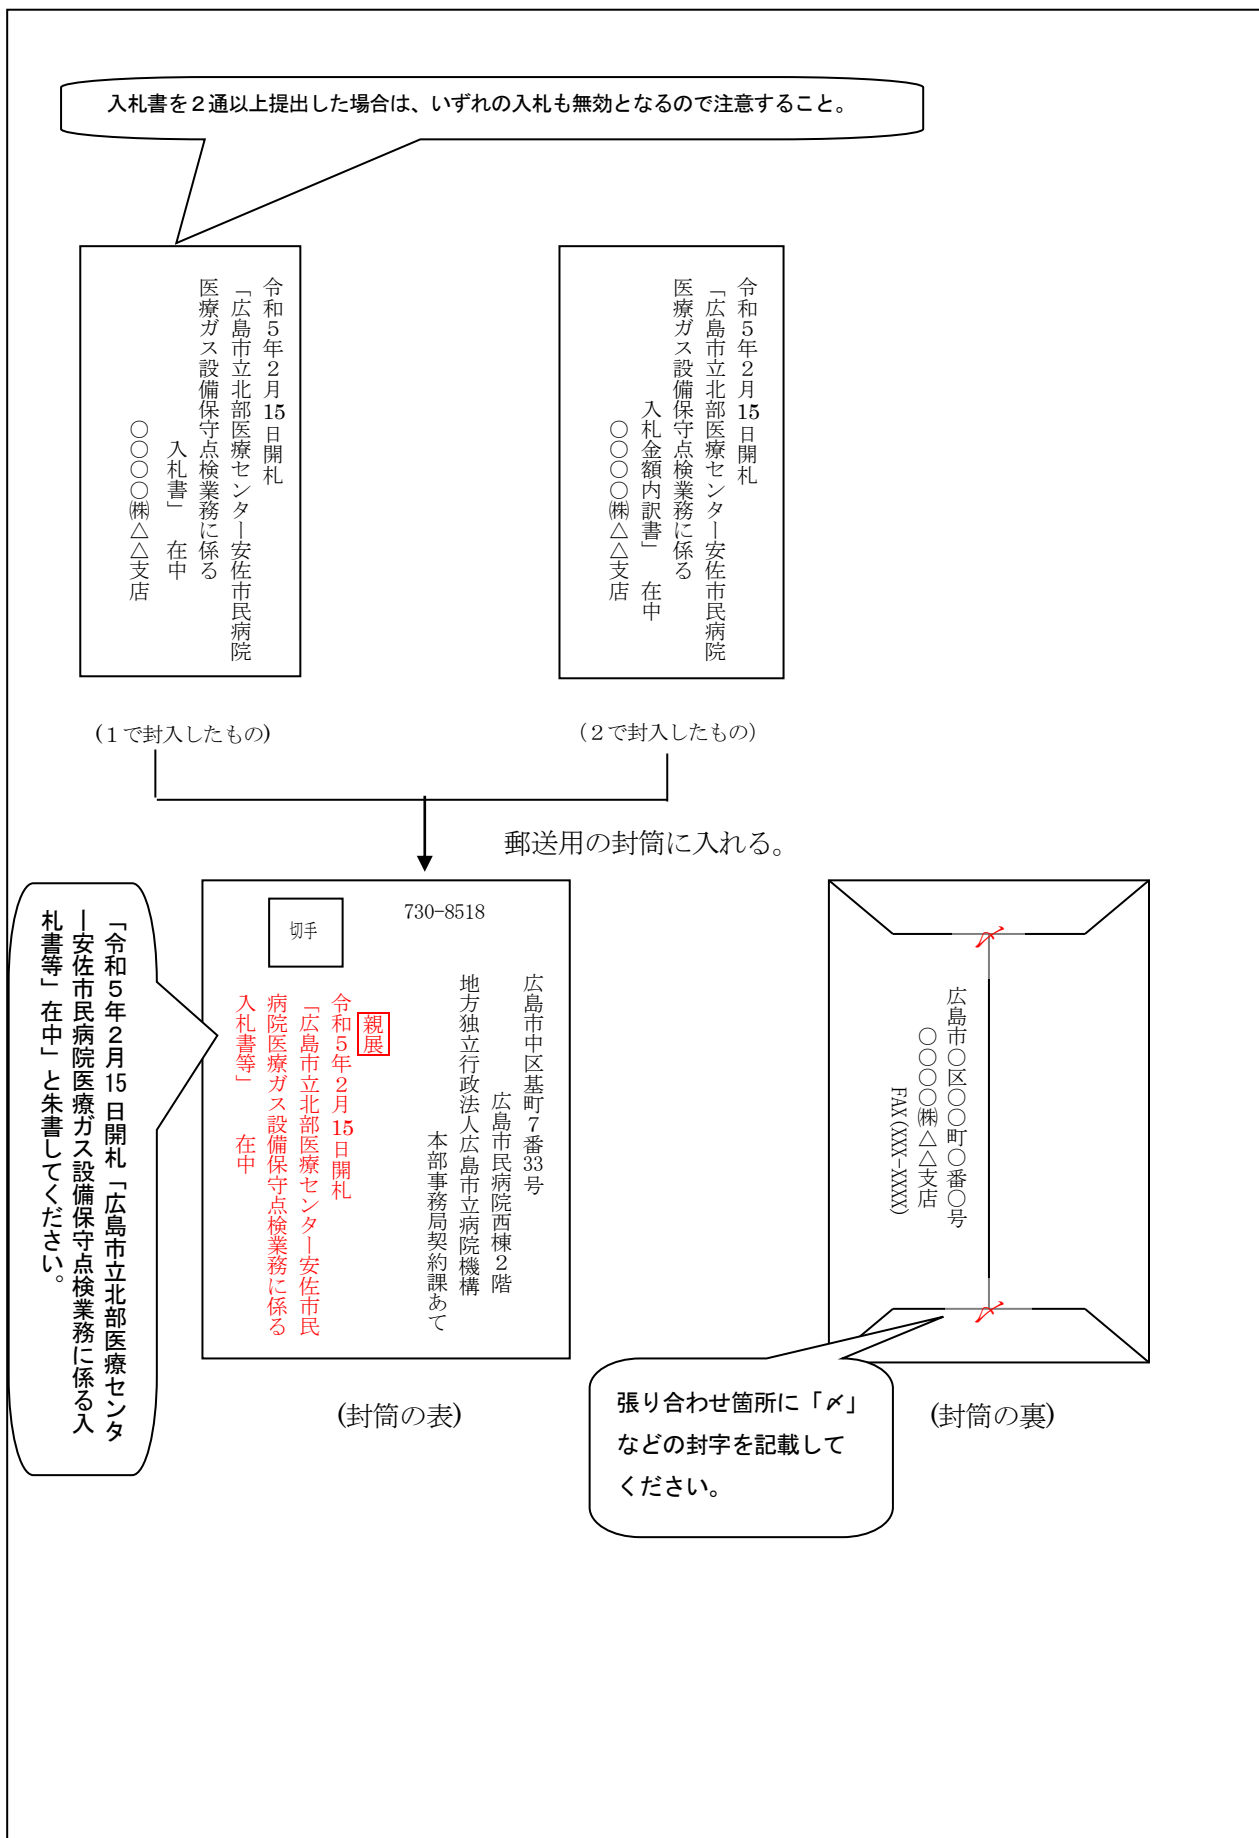 入札書を２通以上提出した場合は、いずれの入札も無効となるので注意すること。
令和５年２月15日開札
「広島市立北部医療センター安佐市民病院
医療ガス設備保守点検業務に係る
入札書」　在中
〇〇〇〇㈱△△支店
(１で封入したもの)
令和５年２月15日開札
「広島市立北部医療センター安佐市民病院
医療ガス設備保守点検業務に係る
入札金額内訳書」　在中
〇〇〇〇㈱△△支店
（２で封入したもの）
郵送用の封筒に入れる。
「令和５年２月15日開札「広島市立北部医療センタ
ー安佐市民病院医療ガス設備保守点検業務に係る入
札書等」在中」と朱書してください。
切手
730-8518
広島市中区基町７番33号
広島市民病院西棟２階
地方独立行政法人広島市立病院機構
本部事務局契約課あて
親展
令和５年２月15日開札
「広島市立北部医療センター安佐市民
病院医療ガス設備保守点検業務に係る
入札書等」　在中
(封筒の表)
〆
広島市〇区〇〇町〇番〇号
〇〇〇〇㈱△△支店
FAX(XXX-XXXX)
〆
張り合わせ箇所に「〆」
などの封字を記載して
ください。
(封筒の裏)